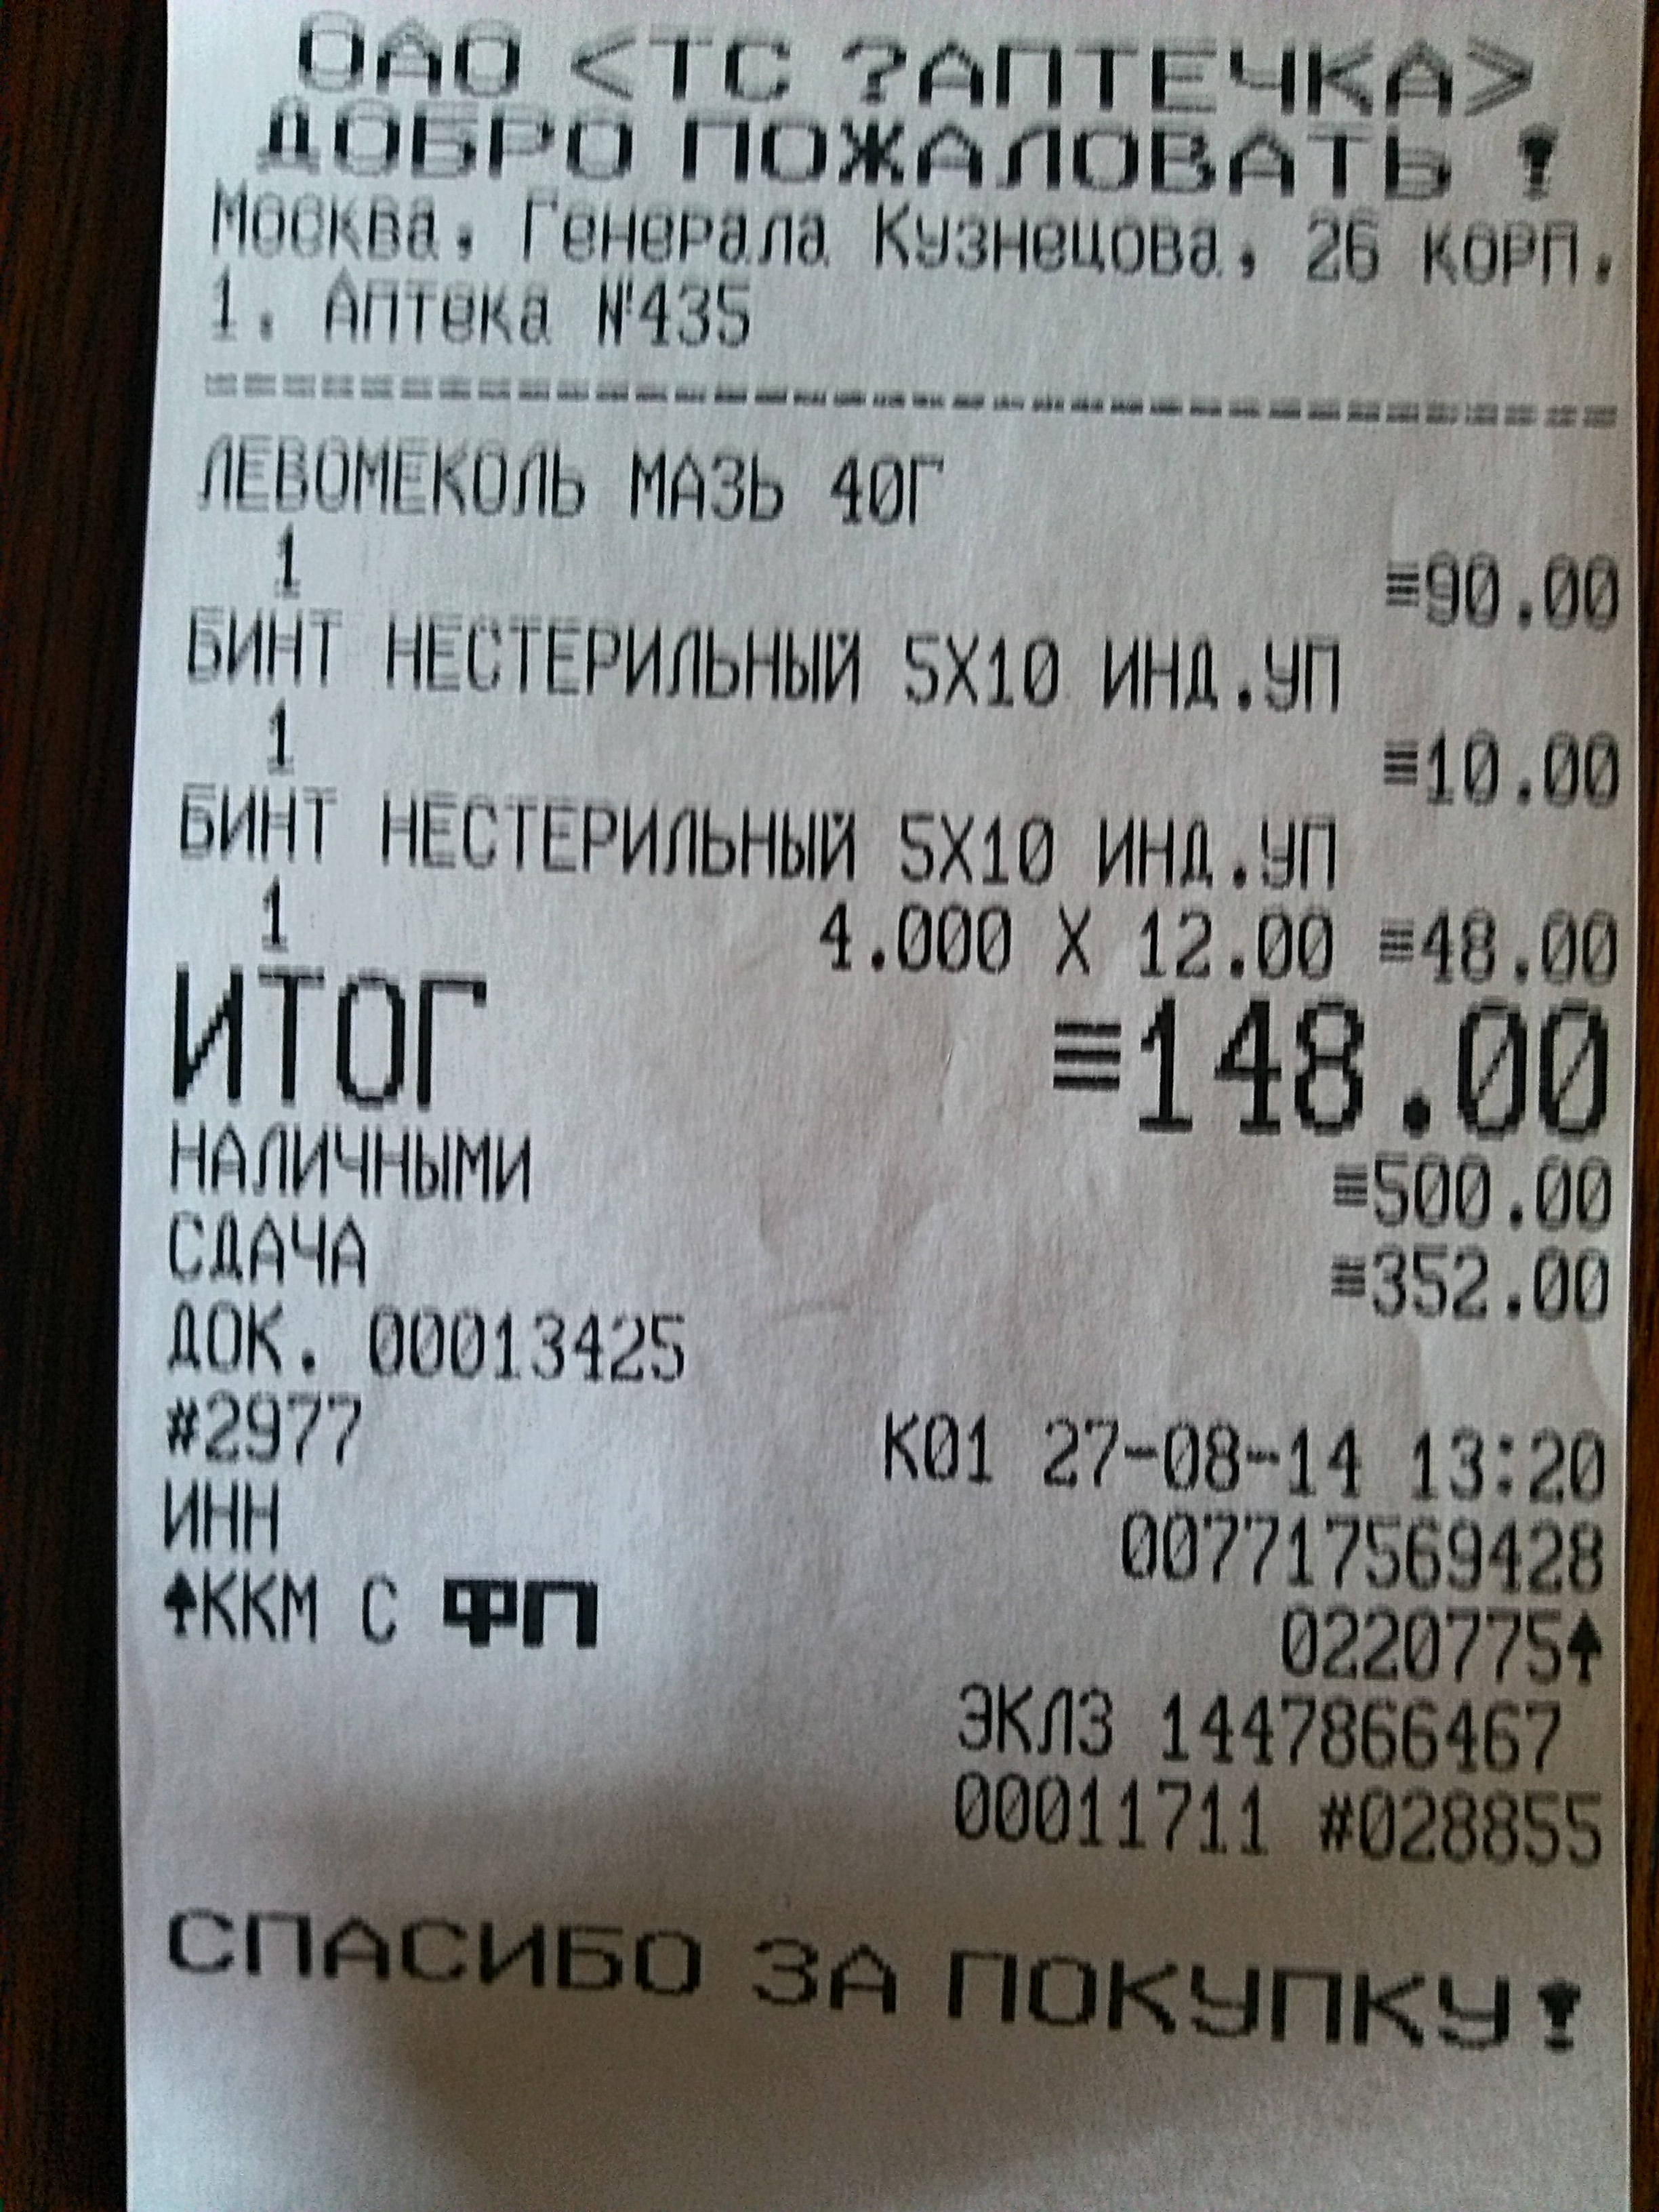 ОАО <ТС ?АПТЕЧКА>
ДОБРО ПОЖАЛОВАТЬ !
Москва, Генерала Кузнецова, 26 корп.
1, Аптека №435
------------------------------------
ЛЕВОМЕКОЛЬ МАЗЬ 40Г
1 ≡90.00
БИНТ НЕСТЕРИЛЬНЫЙ 5X10 ИНД.УП
1 ≡10.00
БИНТ НЕСТЕРИЛЬНЫЙ 5X10 ИНД.УП
1 4.000 X 12.00 ≡48.00
ИТОГ ≡148.00
НАЛИЧНЫМИ ≡500.00
СДАЧА ≡352.00
ДОК. 00013425
#2977 К01 27-08-14 13:20
ИНН 007717569428
↑ККМ С ФП 0220775↑
ЭКЛЗ 1447866467
00011711 #028855
СПАСИБО ЗА ПОКУПКУ!